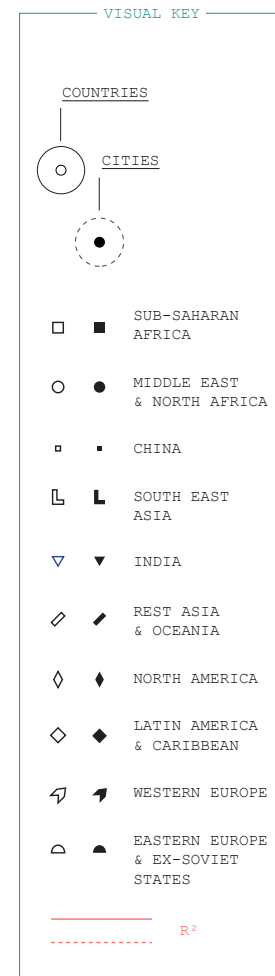 VISUAL KEY
COUNTRIES
CITIES
SUB-SAHARAN
AFRICA
MIDDLE EAST
& NORTH AFRICA
CHINA
SOUTH EAST
ASIA
INDIA
REST ASIA
& OCEANIA
NORTH AMERICA
LATIN AMERICA
& CARIBBEAN
WESTERN EUROPE
EASTERN EUROPE
& EX-SOVIET
STATES
R²